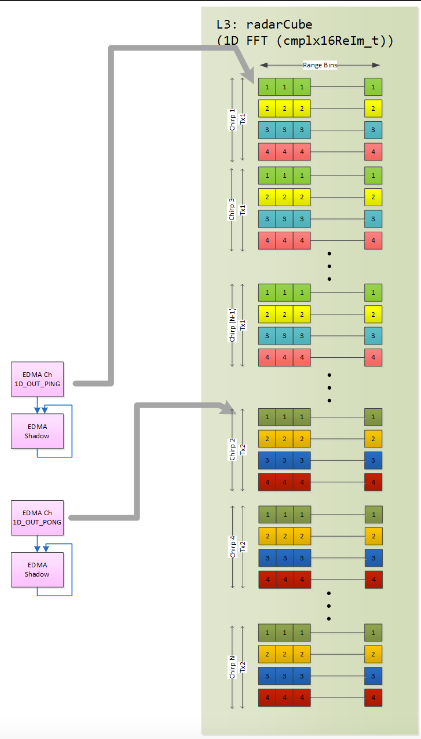 L3: radarCube
(1D FFT (cmplx16ReIm_t))
Range Bins
Chirp 1
Tx1
1 1 1 1
2 2 2 2
3 3 3 3
4 4 4 4
Chirp 3
Tx1
1 1 1 1
2 2 2 2
3 3 3 3
4 4 4 4
Chirp (N-1)
Tx1
1 1 1 1
2 2 2 2
3 3 3 3
4 4 4 4
EDMA Ch
1D_OUT_PING
EDMA
Shadow
Chirp 2
Tx2
1 1 1 1
2 2 2 2
3 3 3 3
4 4 4 4
EDMA Ch
1D_OUT_PONG
EDMA
Shadow
Chirp 4
Tx2
1 1 1 1
2 2 2 2
3 3 3 3
4 4 4 4
Chirp N
Tx2
1 1 1 1
2 2 2 2
3 3 3 3
4 4 4 4